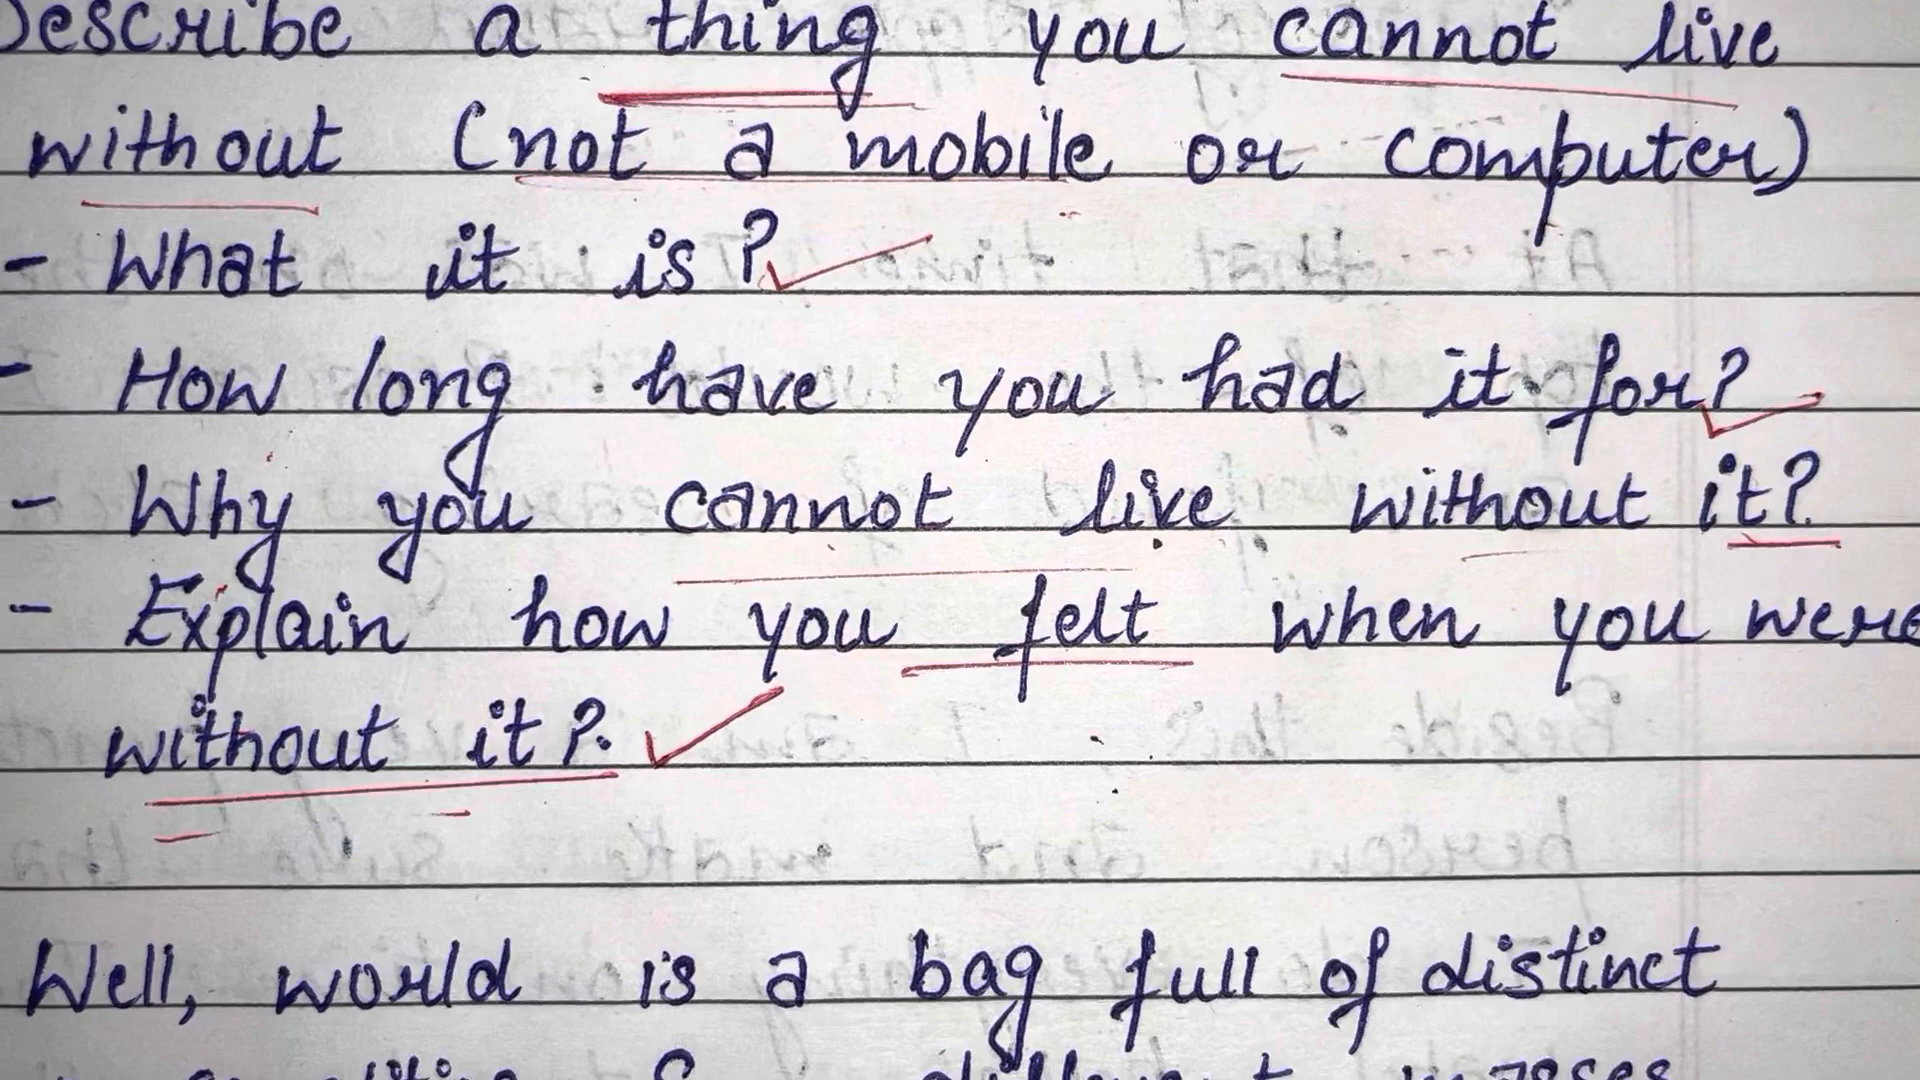 Describe a thing you cannot live
without (not a mobile or computer)
- What it is?
- How long have you had it for?
- Why you cannot live without it?
- Explain how you felt when you were
without it?.
Well, world is a bag full of distinct